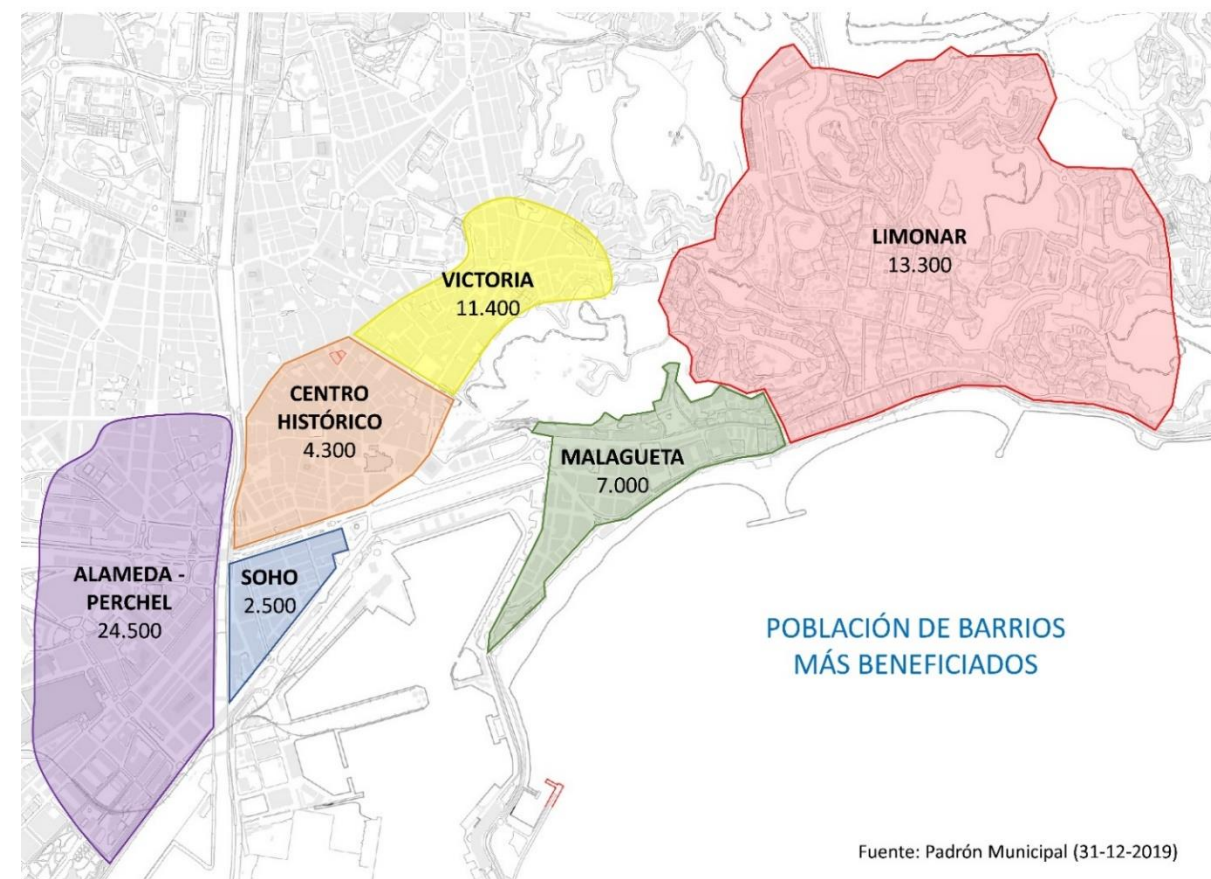 LIMONAR
13.300
VICTORIA
11.400
CENTRO
HISTÓRICO
4.300
MALAGUETA
7.000
ALAMEDA -
PERCHEL
24.500
SOHO
2.500
POBLACIÓN DE BARRIOS
MÁS BENEFICIADOS
Fuente: Padrón Municipal (31-12-2019)